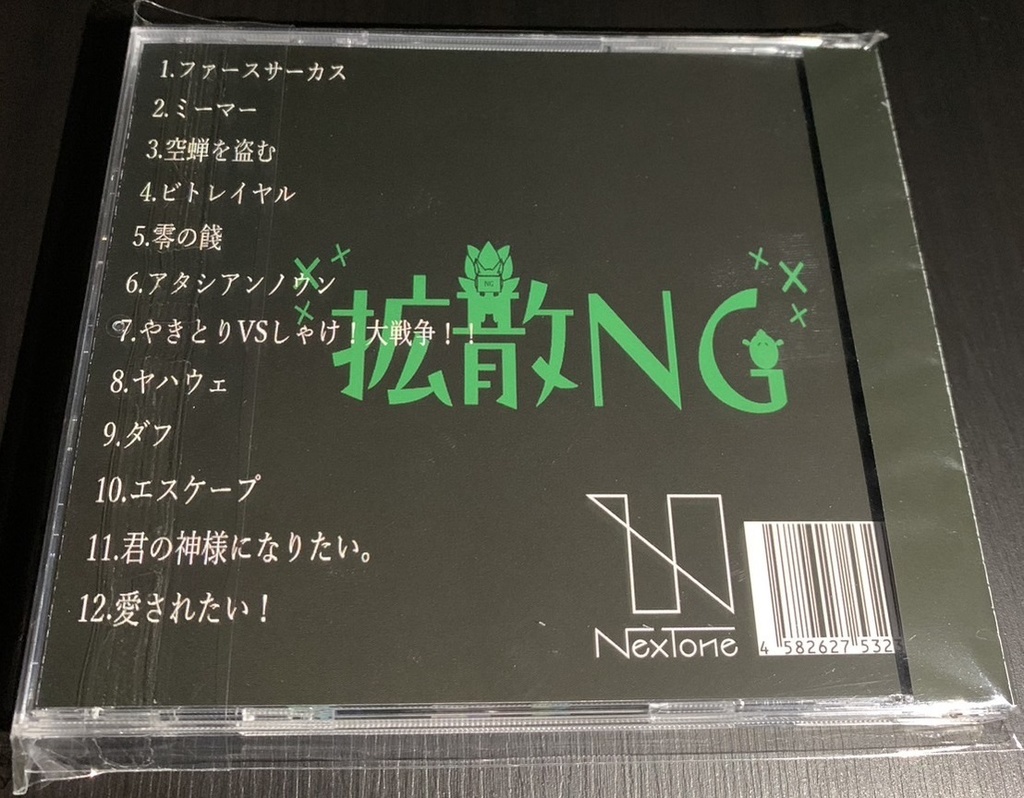 1.ファースサーカス
2.ミーマー
3.空蝉を盗む
4.ビトレイヤル
5.零の餞
6.アタシアンノウン
7.やきとりVSしゃけ！大戦争！！
8.ヤハウェ
9.ダフ
10.エスケープ
11.君の神様になりたい。
12.愛されたい！
NG
拡散NG
NexTone
4 582627 532